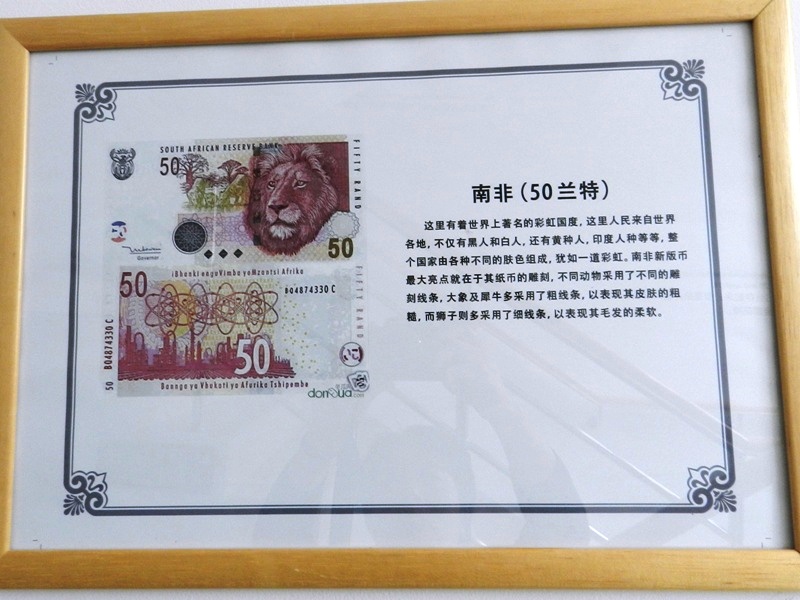 SOUTH AFRICAN RESERVE BANK
50
FIFTY RAND
Governor
50
iBhanki enguVimba yoMzantsi Afrika
50
BQ4874330 C
FIFTY RAND
BQ4874330 C
50
50
Bannga ya Vhukati ya Afurika Tshipembe
南非（50兰特）
这里有着世界上著名的彩虹国度，这里人民来自世界
各地，不仅有黑人和白人，还有黄种人，印度人种等等，整
个国家由各种不同的肤色组成，犹如一道彩虹。南非新版币
最大亮点就在于其纸币的雕刻，不同动物采用了不同的雕
刻线条，大象及犀牛多采用了粗线条，以表现其皮肤的粗
糙，而狮子则多采用了细线条，以表现其毛发的柔软。